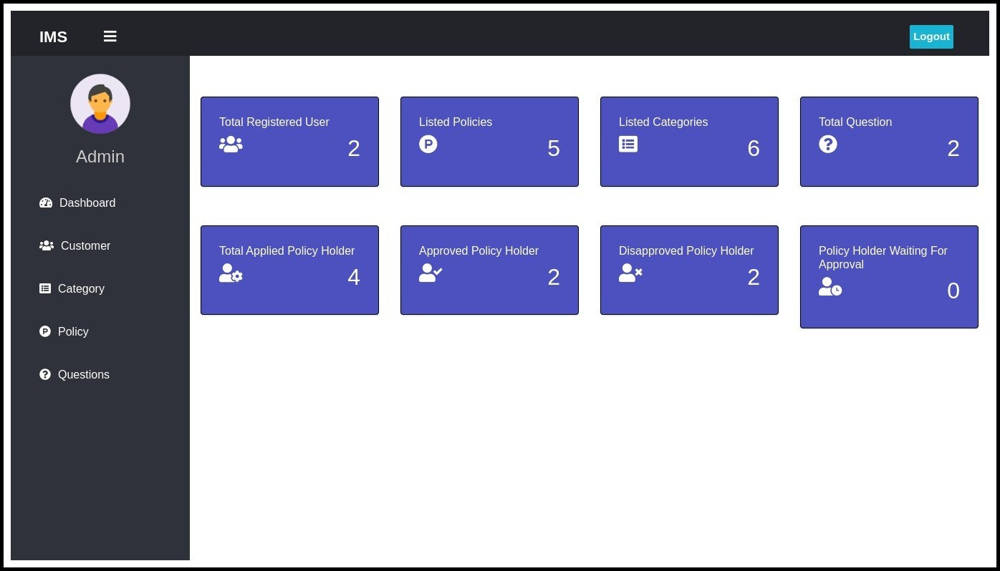 IMS
Logout
Admin
Dashboard
Customer
Category
Policy
Questions
Total Registered User
2
Listed Policies
5
Listed Categories
6
Total Question
2
Total Applied Policy Holder
4
Approved Policy Holder
2
Disapproved Policy Holder
2
Policy Holder Waiting For
Approval
0